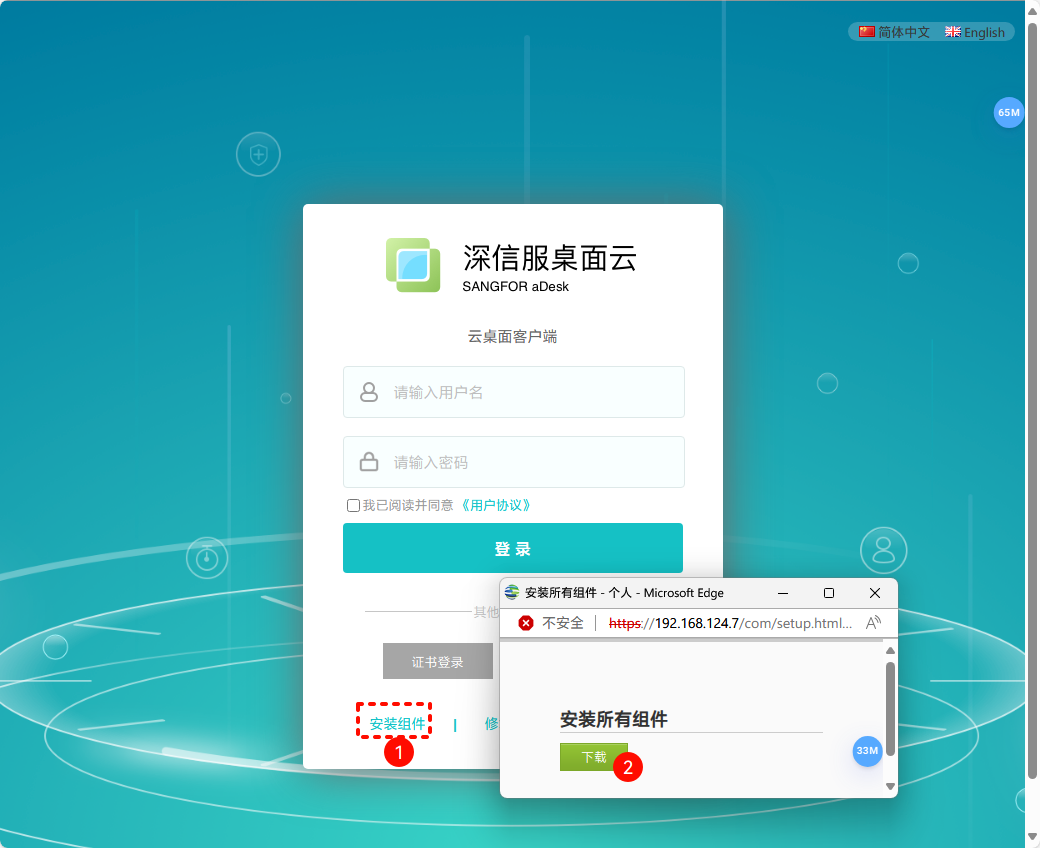 简体中文 English
65M
深信服桌面云
SANGFOR aDesk
云桌面客户端
请输入用户名
请输入密码
我已阅读并同意 《用户协议》
登 录
安装所有组件 - 个人 - Microsoft Edge
其他
不安全 https://192.168.124.7/com/setup.html...
证书登录
安装组件 | 修
1
安装所有组件
下载
2
33M